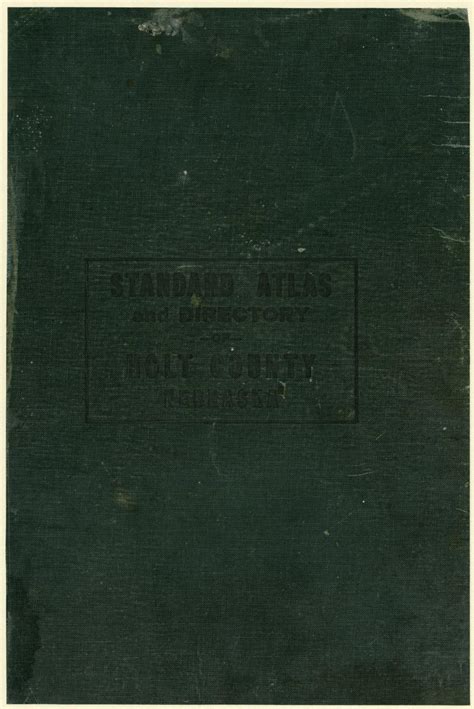 STANDARD ATLAS
and DIRECTORY
—OF—
HOLT COUNTY
NEBRASKA